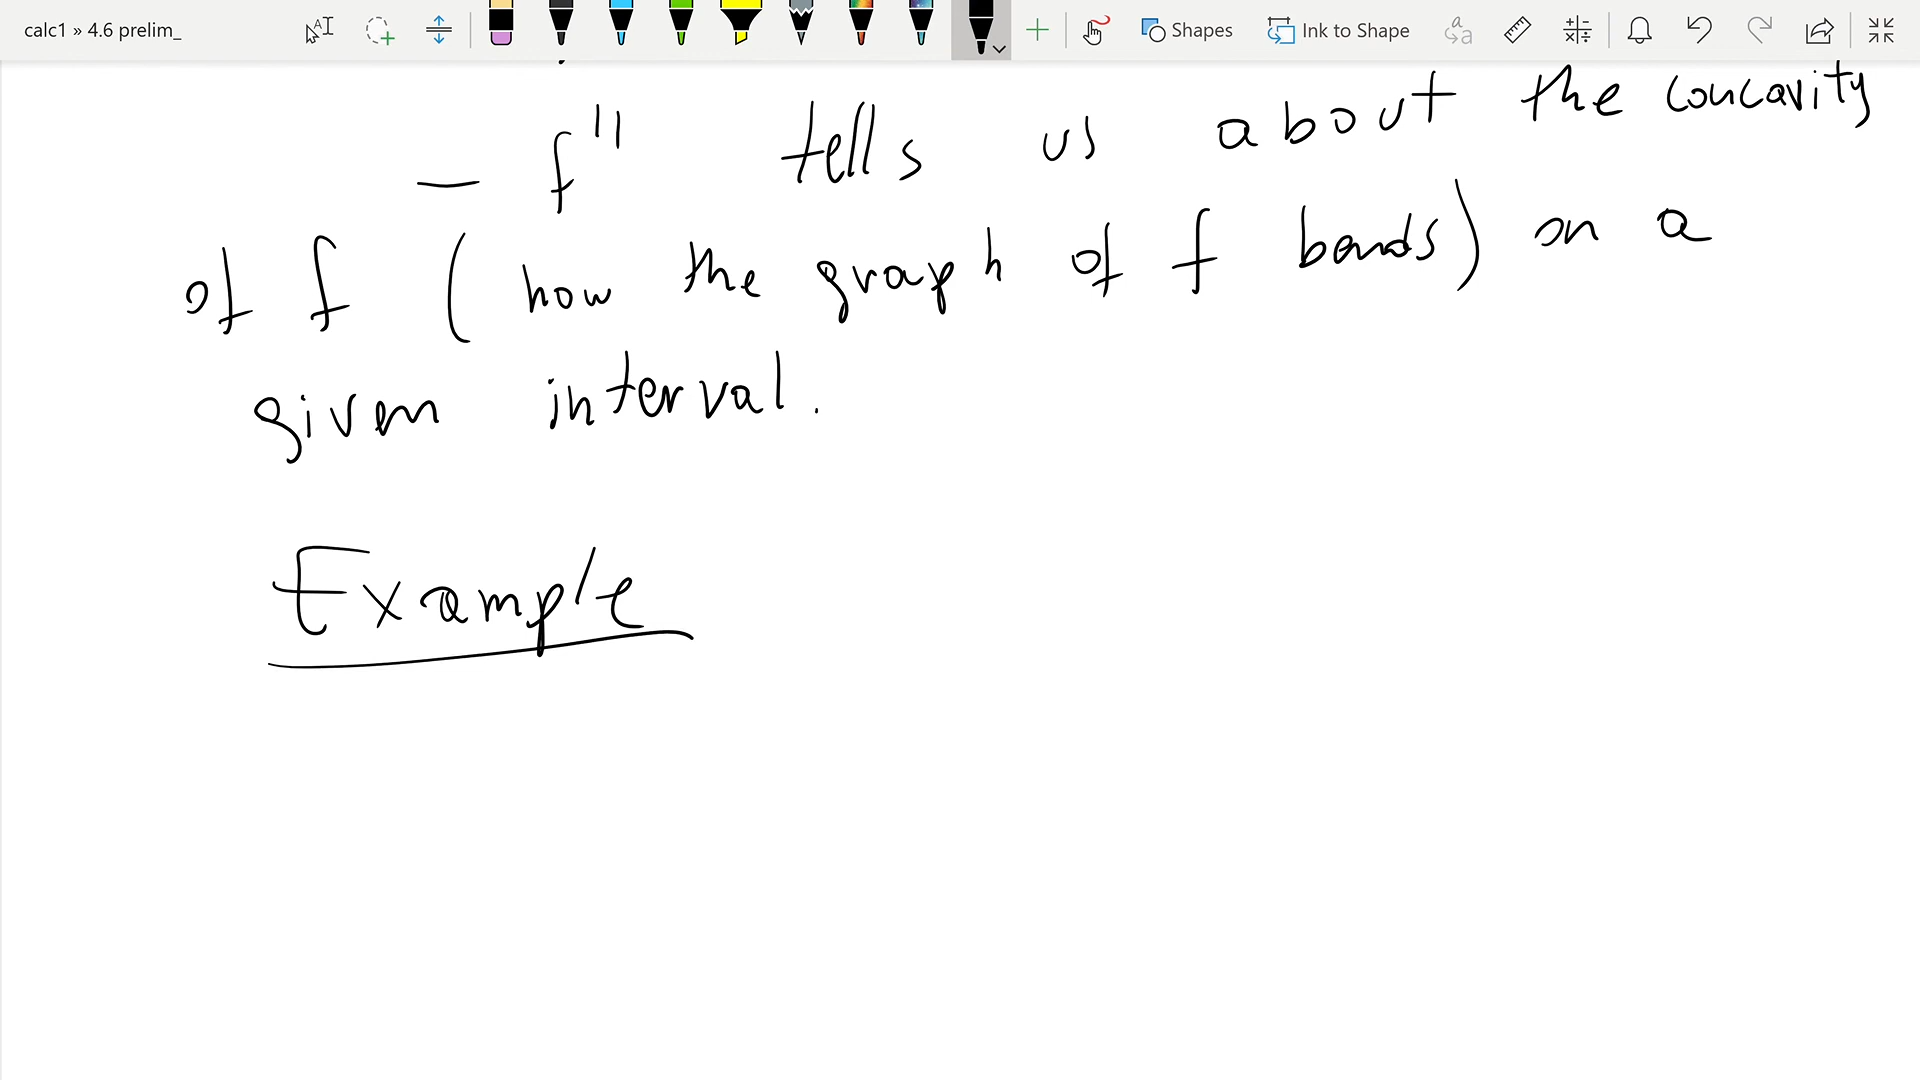 calc1 » 4.6 prelim_
Shapes
Ink to Shape
— f" tells us about the concavity
of f (how the graph of f bends) on a
given interval.
Example